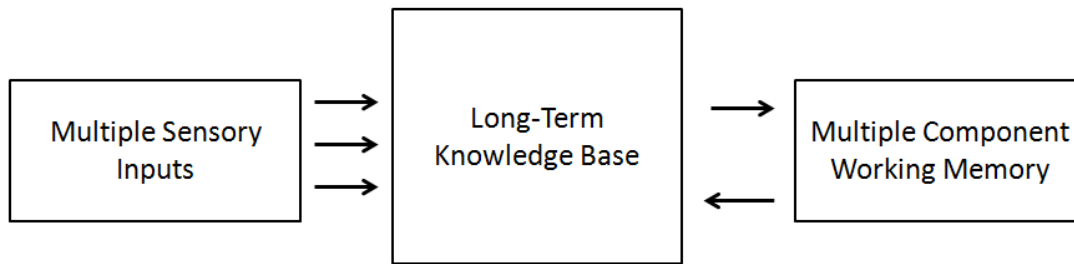 Multiple Sensory
Inputs
Long-Term
Knowledge Base
Multiple Component
Working Memory